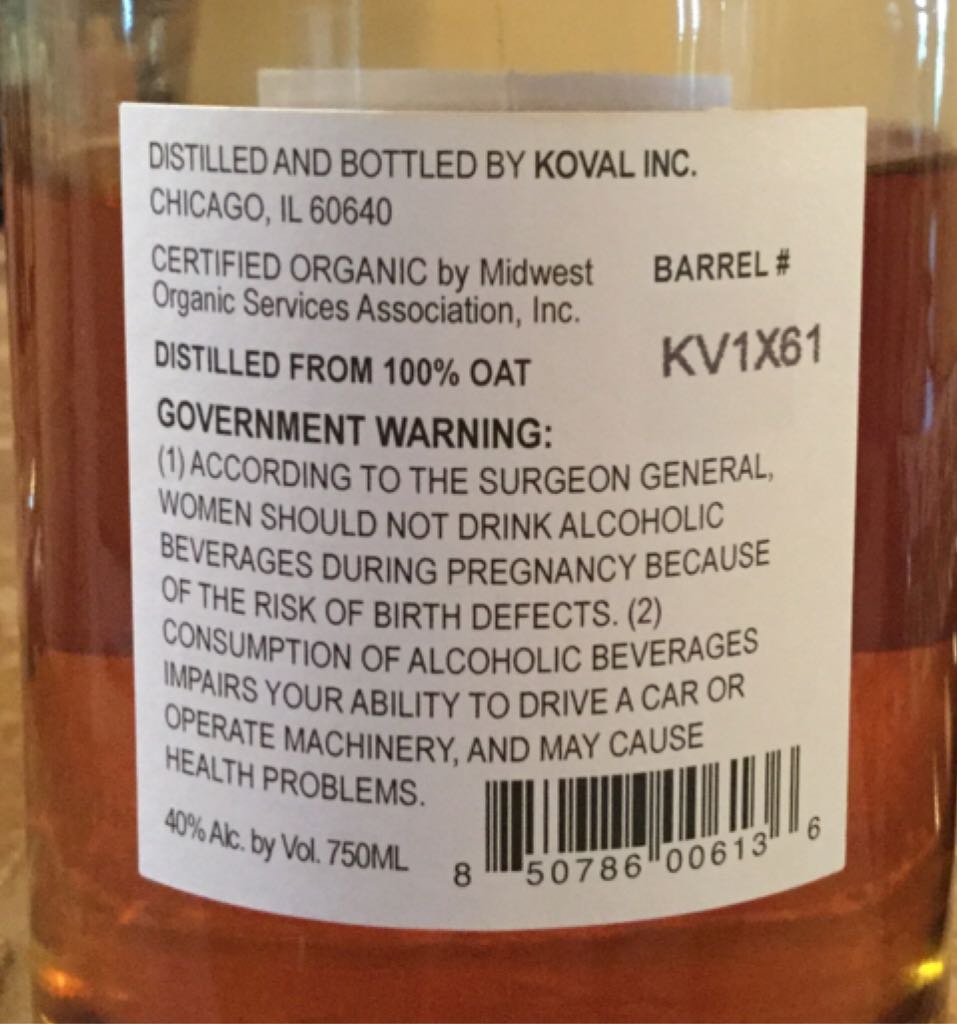 DISTILLED AND BOTTLED BY KOVAL INC.
CHICAGO, IL 60640
CERTIFIED ORGANIC by Midwest
Organic Services Association, Inc.
BARREL #
KV1X61
DISTILLED FROM 100% OAT
GOVERNMENT WARNING:
(1) ACCORDING TO THE SURGEON GENERAL,
WOMEN SHOULD NOT DRINK ALCOHOLIC
BEVERAGES DURING PREGNANCY BECAUSE
OF THE RISK OF BIRTH DEFECTS. (2)
CONSUMPTION OF ALCOHOLIC BEVERAGES
IMPAIRS YOUR ABILITY TO DRIVE A CAR OR
OPERATE MACHINERY, AND MAY CAUSE
HEALTH PROBLEMS.
40% Alc. by Vol. 750ML
8 50786 00613 6